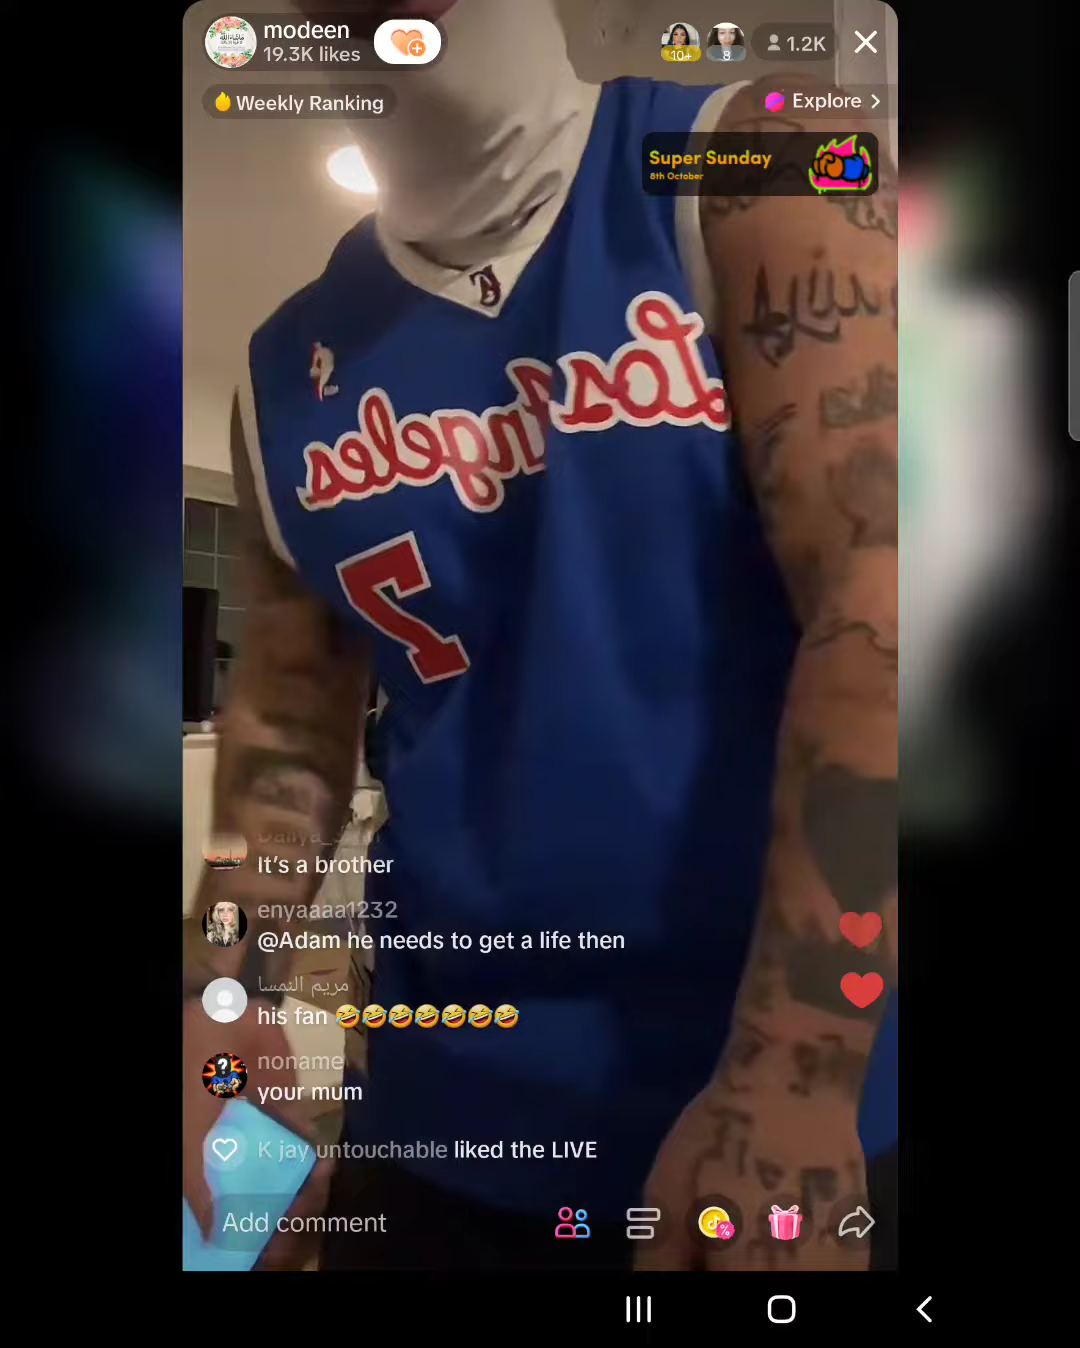 modeen
19.3K likes
10+
8
1.2K
Weekly Ranking
Explore
Super Sunday
8th October
Los Angeles
7
It's a brother
enyaaaa1232
@Adam he needs to get a life then
مريم النمسا
his fan 🤣🤣🤣🤣🤣🤣🤣
noname
your mum
K jay untouchable liked the LIVE
Add comment